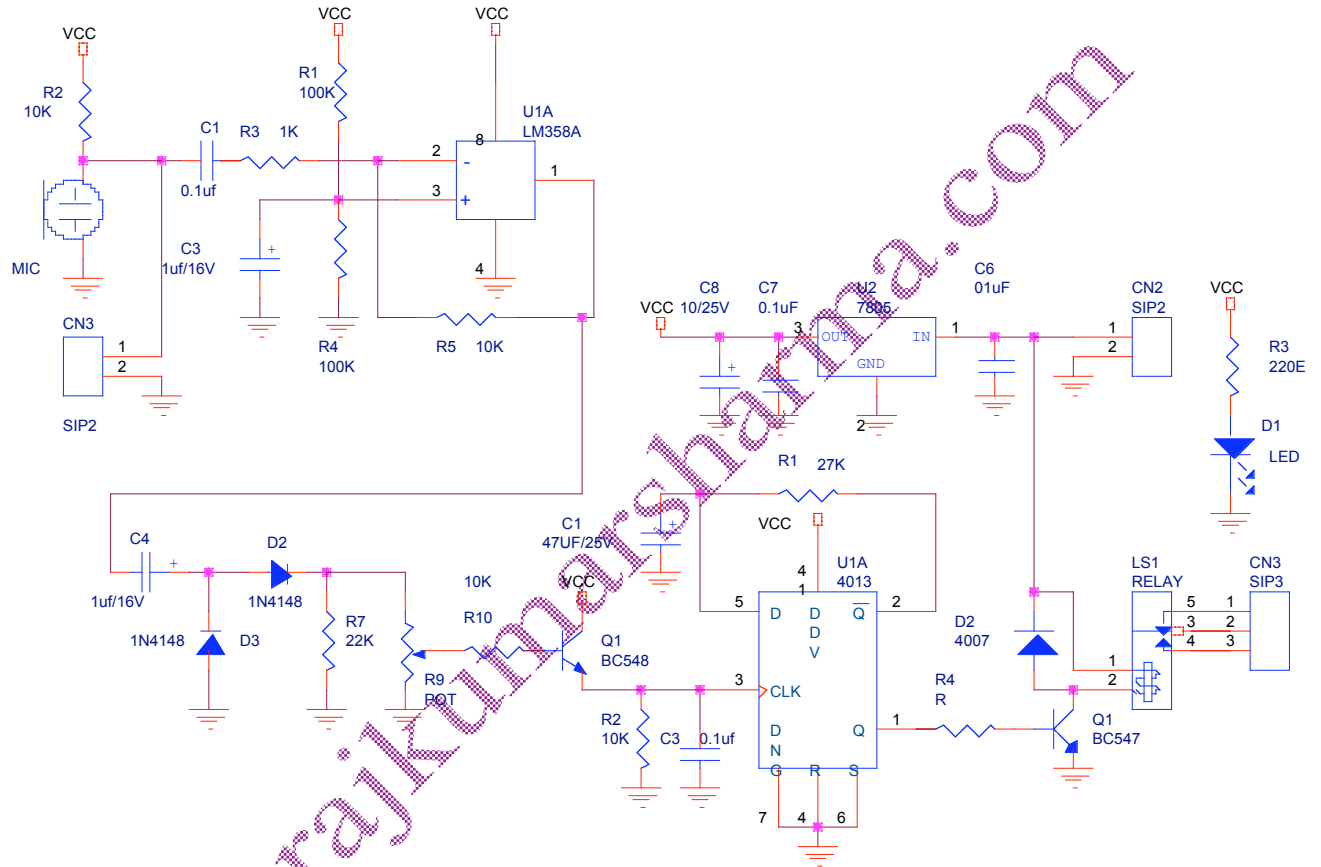 VCC
VCC
VCC
R2
10K
R1
100K
C1
0.1uf
R3 1K
U1A
LM358A
8
2
-
3
+
1
4
MIC
C3
1uf/16V
R4
100K
R5 10K
CN3
1
2
SIP2
VCC
C8
10/25V
C7
0.1uF
U2
7805
3
OUT
IN
GND
1
2
C6
01uF
CN2
SIP2
1
2
VCC
R3
220E
D1
LED
C4
+
1uf/16V
D2
1N4148
1N4148
D3
R7
22K
R9
POT
10K
R10
VCC
Q1
BC548
C1
47UF/25V
+
R1 27K
VCC
4
1
U1A
4013
5
D
D
D
V
Q
2
3
CLK
Q
1
D
N
G
R
S
7
4
6
R2
10K
C3
0.1uf
D2
4007
R4
R
Q1
BC547
LS1
RELAY
5
3
4
1
2
CN3
SIP3
1
2
3
rajkumarsharma.com